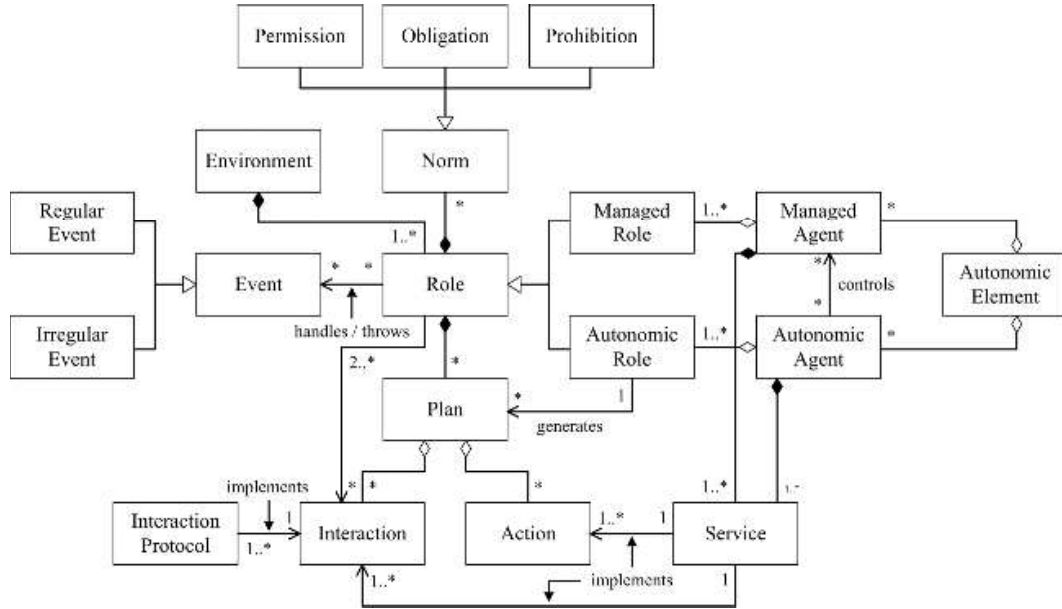 Permission
Obligation
Prohibition
Environment
Norm
*
Regular
Event
1..*
Managed
Role
1..*
Managed
Agent
*
Event
*
*
Role
handles / throws
*
controls
*
Autonomic
Element
Irregular
Event
2..*
*
Autonomic
Role
1..*
Autonomic
Agent
*
Plan
*
1
generates
implements
*
*
*
1..*
Interaction
Protocol
1
1..*
Interaction
Action
1..*
1
Service
1..*
implements
1